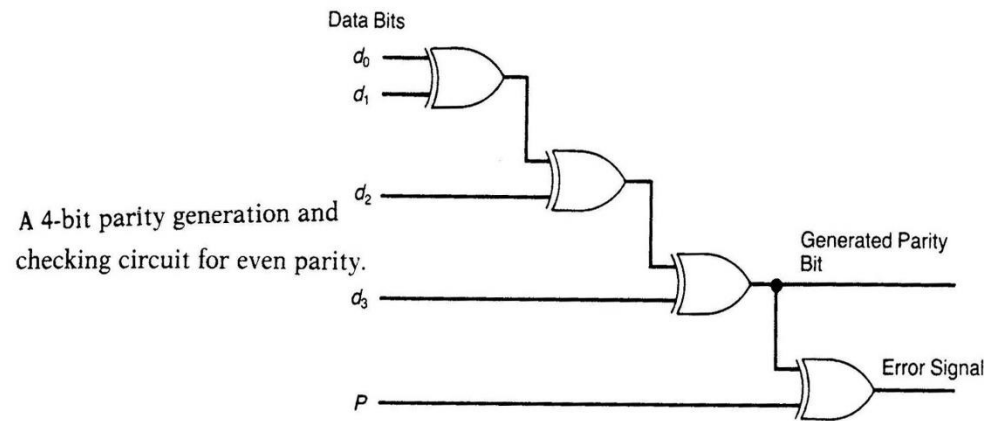 Data Bits
d₀
d₁
d₂
A 4-bit parity generation and
checking circuit for even parity.
Generated Parity
Bit
d₃
Error Signal
P